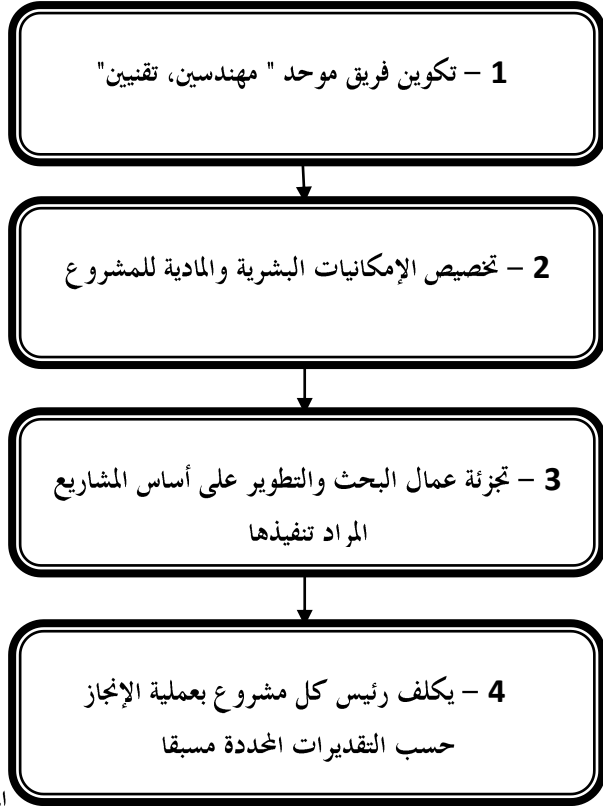 1 – تكوين فريق موحد " مهندسين، تقنيين"
2 – تخصيص الإمكانيات البشرية والمادية للمشروع
3 – تجزئة عمال البحث والتطوير على أساس المشاريع
المراد تنفيذها
4 – يكلف رئيس كل مشروع بعملية الإنجاز
حسب التقديرات المحددة مسبقا